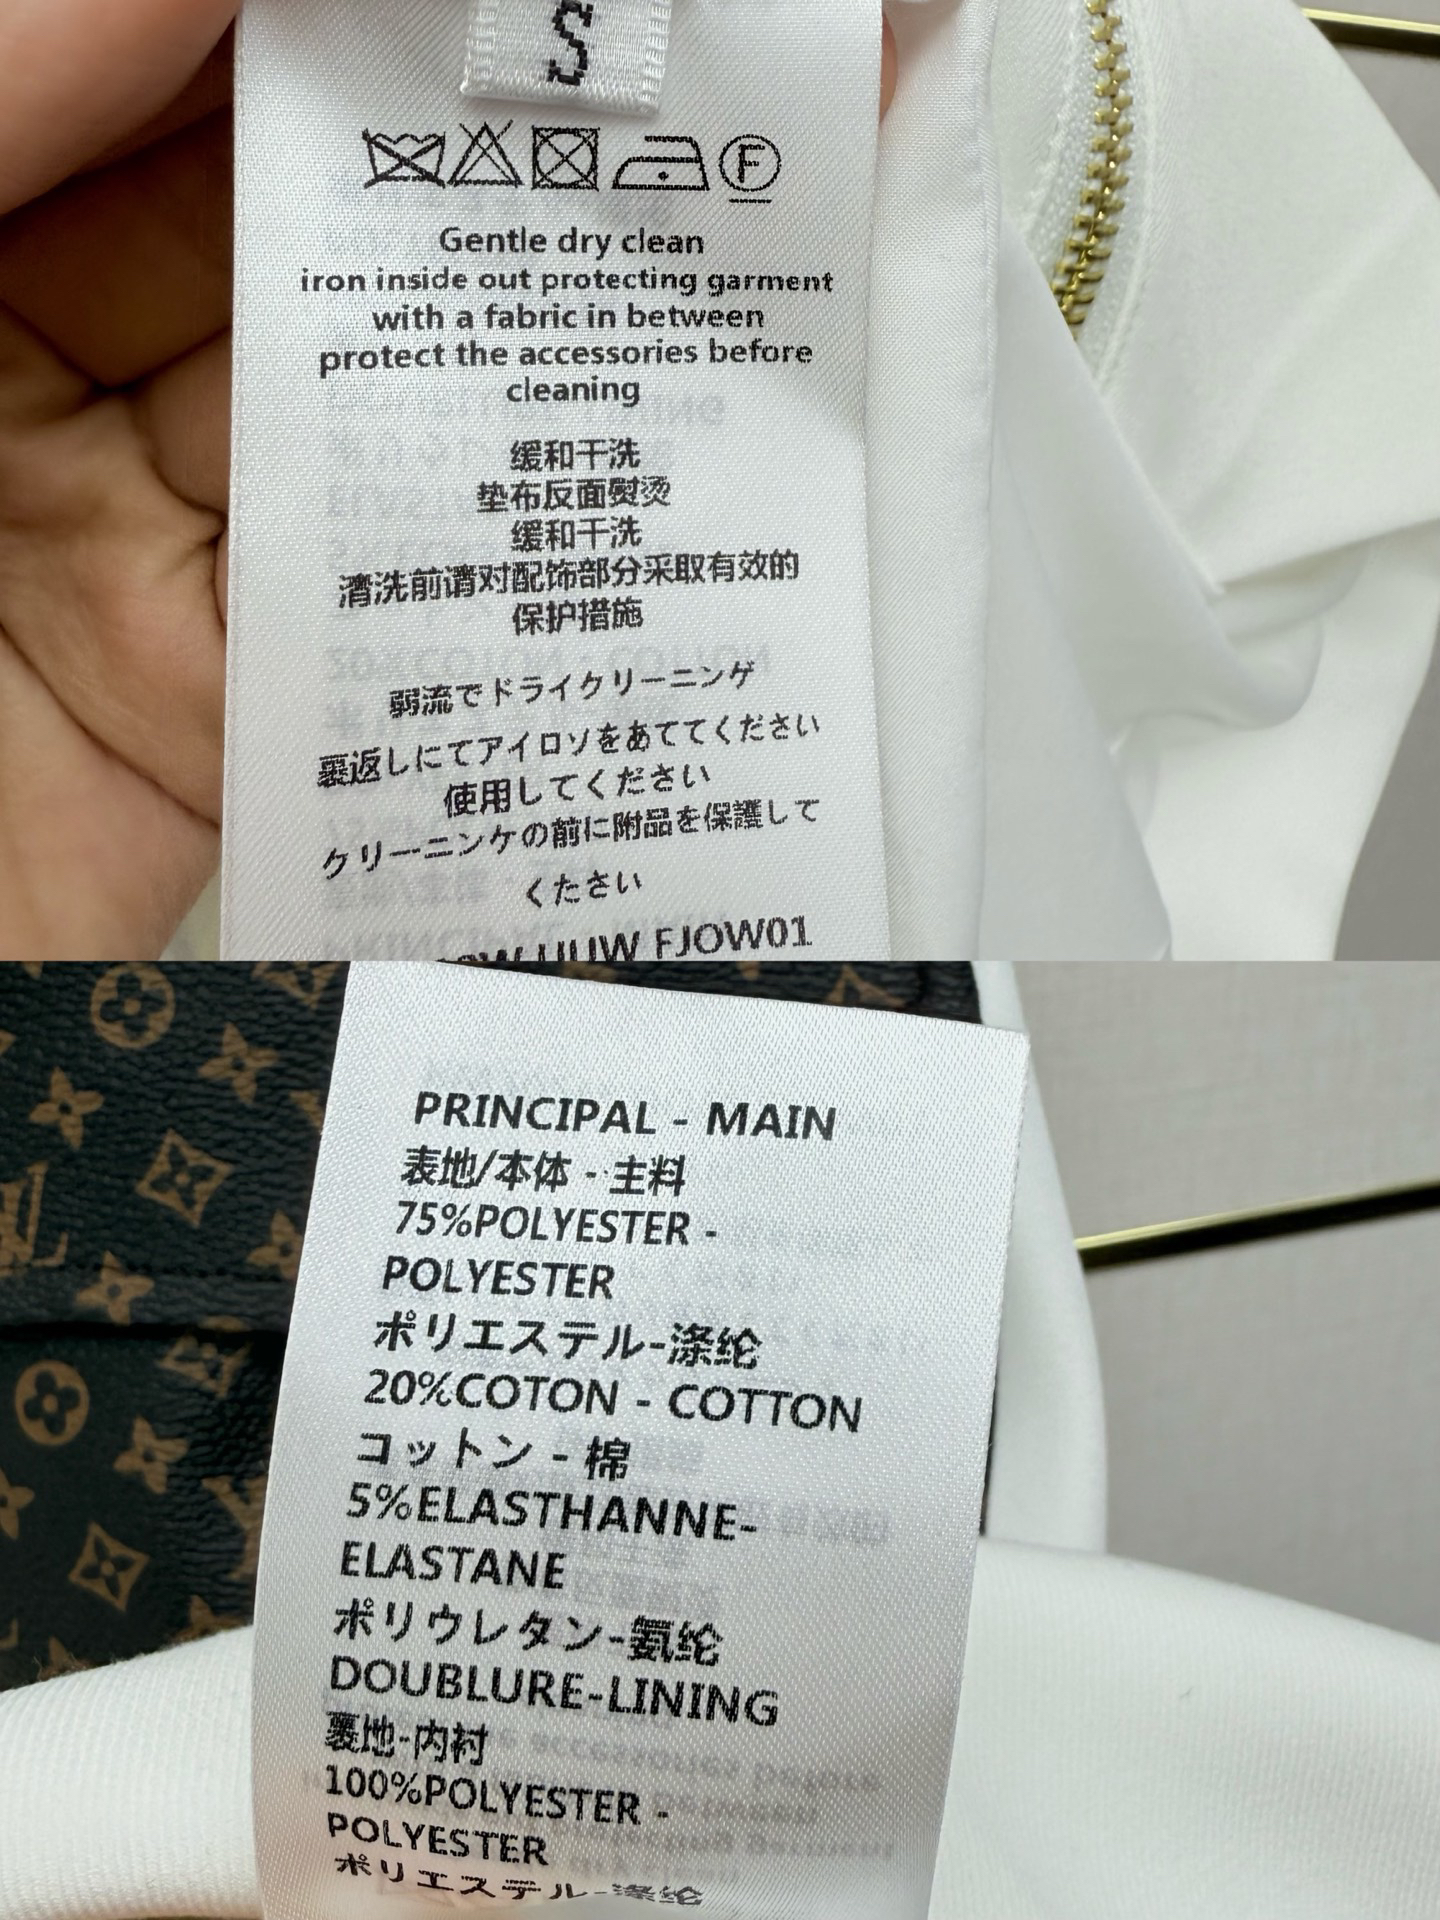 S
F
Gentle dry clean
iron inside out protecting garment
with a fabric in between
protect the accessories before
cleaning
缓和干洗
垫布反面熨烫
缓和干洗
清洗前请对配饰部分采取有效的
保护措施
弱流でドライクリーニンゲ
裏返しにてアイロソをあててください
使用してください
クリーニンケの前に附品を保護して
くたさい
FJOW01
PRINCIPAL - MAIN
表地/本体 - 主料
75%POLYESTER -
POLYESTER
ポリエステル-涤纶
20%COTON - COTTON
コットン - 棉
5%ELASTHANNE-
ELASTANE
ポリウレタン-氨纶
DOUBLURE-LINING
裏地-内衬
100%POLYESTER -
POLYESTER
ポリエステル-涤纶